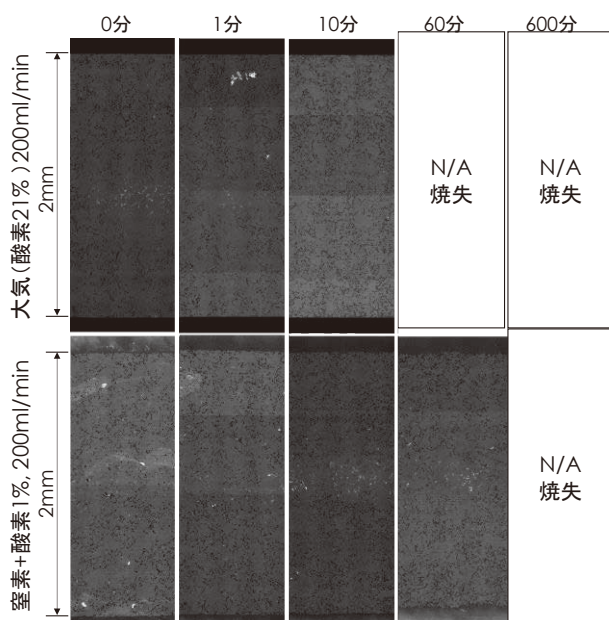 0分
1分
10分
60分
600分
大気(酸素21%)200ml/min
2mm
N/A
焼失
N/A
焼失
窒素+酸素1%, 200ml/min
2mm
N/A
焼失